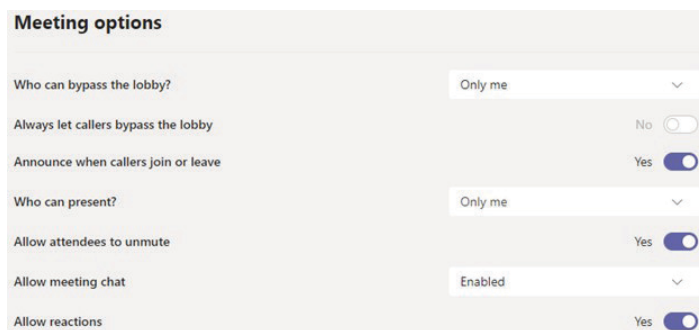 Meeting options
Who can bypass the lobby? Only me
Always let callers bypass the lobby No
Announce when callers join or leave Yes
Who can present? Only me
Allow attendees to unmute Yes
Allow meeting chat Enabled
Allow reactions Yes